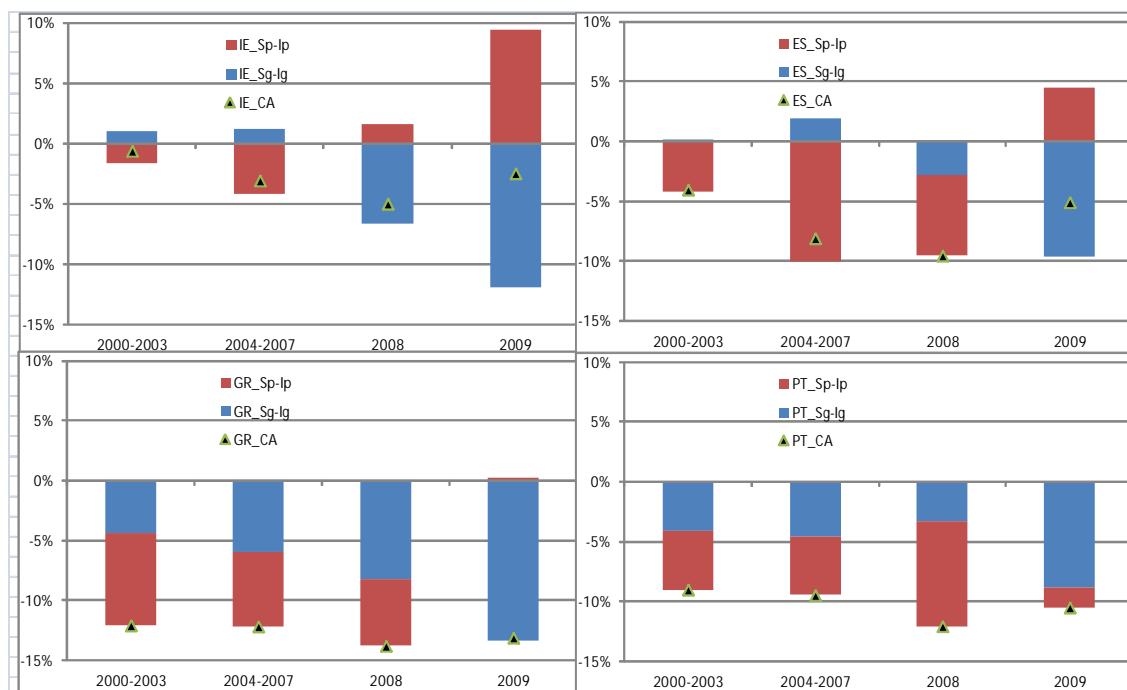 10%
5%
0%
-5%
-10%
-15%
IE_Sp-Ip
IE_Sg-Ig
IE_CA
2000-2003 2004-2007 2008 2009
10%
5%
0%
-5%
-10%
-15%
ES_Sp-Ip
ES_Sg-Ig
ES_CA
2000-2003 2004-2007 2008 2009
10%
5%
0%
-5%
-10%
-15%
GR_Sp-Ip
GR_Sg-Ig
GR_CA
2000-2003 2004-2007 2008 2009
10%
5%
0%
-5%
-10%
-15%
PT_Sp-Ip
PT_Sg-Ig
PT_CA
2000-2003 2004-2007 2008 2009